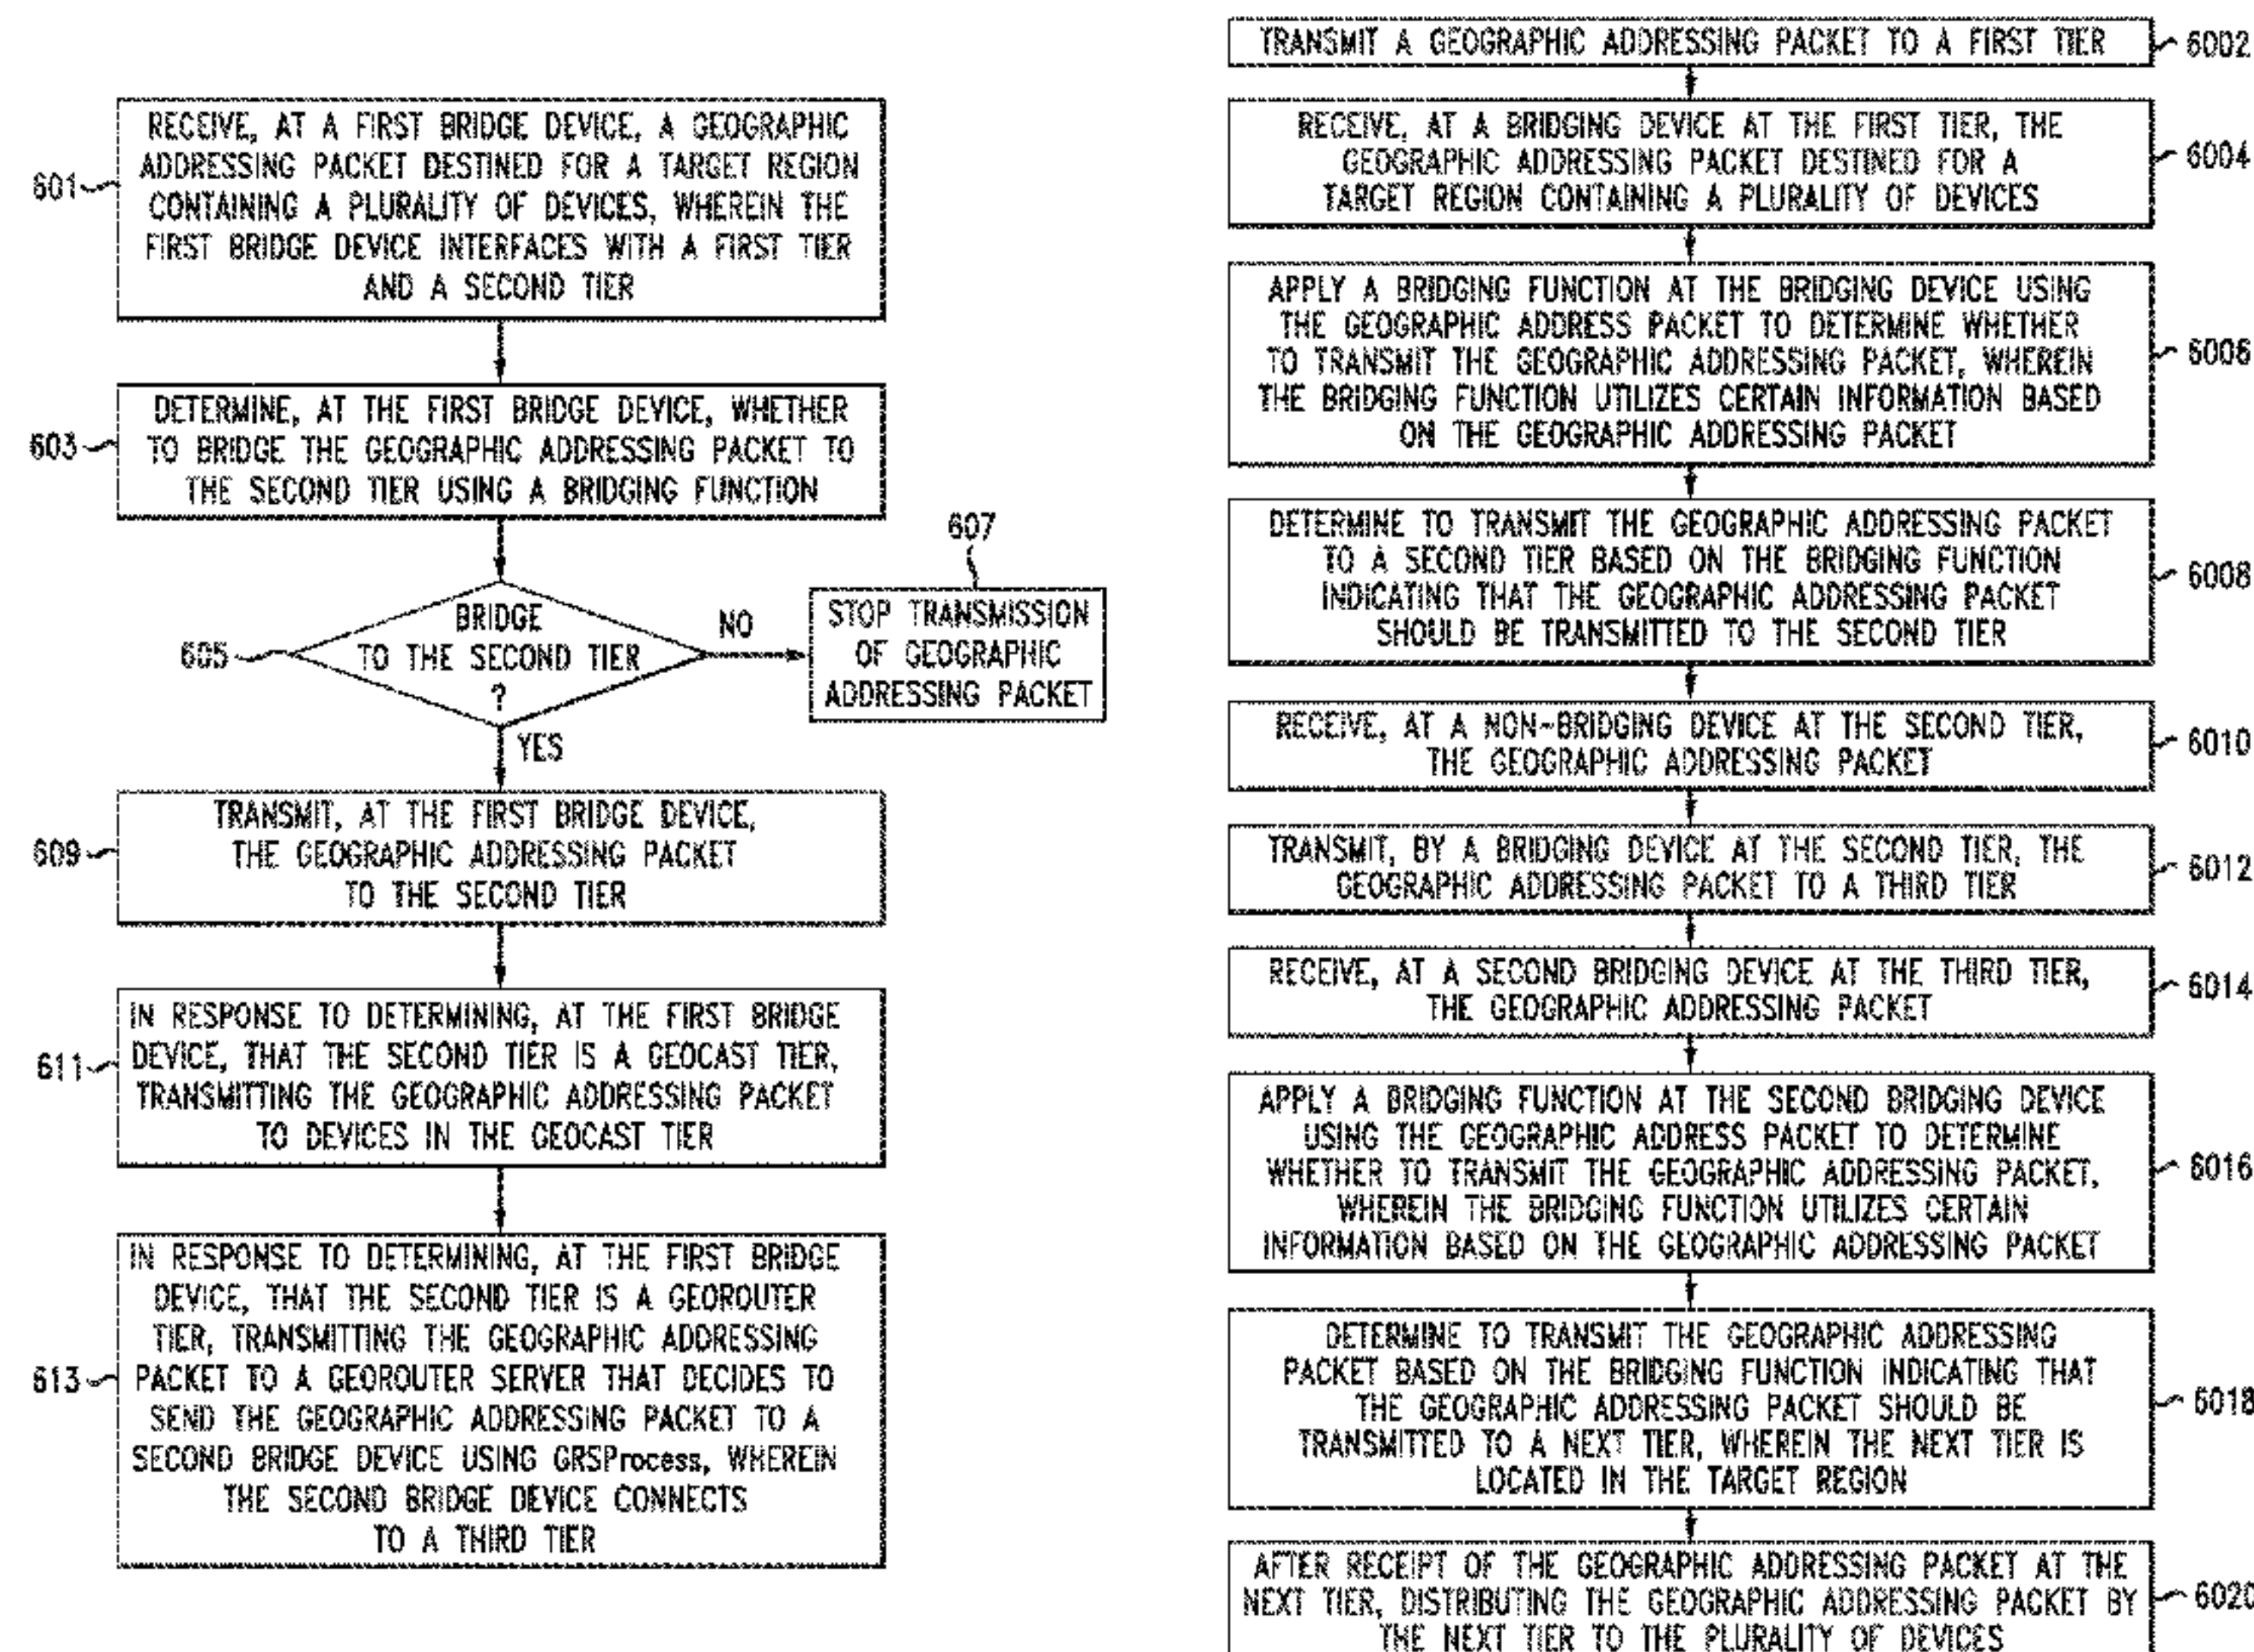 601
RECEIVE, AT A FIRST BRIDGE DEVICE, A GEOGRAPHIC
ADDRESSING PACKET DESTINED FOR A TARGET REGION
CONTAINING A PLURALITY OF DEVICES, WHEREIN THE
FIRST BRIDGE DEVICE INTERFACES WITH A FIRST TIER
AND A SECOND TIER
603
DETERMINE, AT THE FIRST BRIDGE DEVICE, WHETHER
TO BRIDGE THE GEOGRAPHIC ADDRESSING PACKET TO
THE SECOND TIER USING A BRIDGING FUNCTION
605
BRIDGE
TO THE SECOND TIER
?
NO
607
STOP TRANSMISSION
OF GEOGRAPHIC
ADDRESSING PACKET
YES
609
TRANSMIT, AT THE FIRST BRIDGE DEVICE,
THE GEOGRAPHIC ADDRESSING PACKET
TO THE SECOND TIER
611
IN RESPONSE TO DETERMINING, AT THE FIRST BRIDGE
DEVICE, THAT THE SECOND TIER IS A GEOCAST TIER,
TRANSMITTING THE GEOGRAPHIC ADDRESSING PACKET
TO DEVICES IN THE GEOCAST TIER
613
IN RESPONSE TO DETERMINING, AT THE FIRST BRIDGE
DEVICE, THAT THE SECOND TIER IS A GEOROUTER
TIER, TRANSMITTING THE GEOGRAPHIC ADDRESSING
PACKET TO A GEOROUTER SERVER THAT DECIDES TO
SEND THE GEOGRAPHIC ADDRESSING PACKET TO A
SECOND BRIDGE DEVICE USING GRSProcess, WHEREIN
THE SECOND BRIDGE DEVICE CONNECTS
TO A THIRD TIER
TRANSMIT A GEOGRAPHIC ADDRESSING PACKET TO A FIRST TIER
6002
RECEIVE, AT A BRIDGING DEVICE AT THE FIRST TIER, THE
GEOGRAPHIC ADDRESSING PACKET DESTINED FOR A
TARGET REGION CONTAINING A PLURALITY OF DEVICES
6004
APPLY A BRIDGING FUNCTION AT THE BRIDGING DEVICE USING
THE GEOGRAPHIC ADDRESS PACKET TO DETERMINE WHETHER
TO TRANSMIT THE GEOGRAPHIC ADDRESSING PACKET, WHEREIN
THE BRIDGING FUNCTION UTILIZES CERTAIN INFORMATION BASED
ON THE GEOGRAPHIC ADDRESSING PACKET
6006
DETERMINE TO TRANSMIT THE GEOGRAPHIC ADDRESSING PACKET
TO A SECOND TIER BASED ON THE BRIDGING FUNCTION
INDICATING THAT THE GEOGRAPHIC ADDRESSING PACKET
SHOULD BE TRANSMITTED TO THE SECOND TIER
6008
RECEIVE, AT A NON-BRIDGING DEVICE AT THE SECOND TIER,
THE GEOGRAPHIC ADDRESSING PACKET
6010
TRANSMIT, BY A BRIDGING DEVICE AT THE SECOND TIER, THE
GEOGRAPHIC ADDRESSING PACKET TO A THIRD TIER
6012
RECEIVE, AT A SECOND BRIDGING DEVICE AT THE THIRD TIER,
THE GEOGRAPHIC ADDRESSING PACKET
6014
APPLY A BRIDGING FUNCTION AT THE SECOND BRIDGING DEVICE
USING THE GEOGRAPHIC ADDRESS PACKET TO DETERMINE
WHETHER TO TRANSMIT THE GEOGRAPHIC ADDRESSING PACKET,
WHEREIN THE BRIDGING FUNCTION UTILIZES CERTAIN
INFORMATION BASED ON THE GEOGRAPHIC ADDRESSING PACKET
6016
DETERMINE TO TRANSMIT THE GEOGRAPHIC ADDRESSING
PACKET BASED ON THE BRIDGING FUNCTION INDICATING THAT
THE GEOGRAPHIC ADDRESSING PACKET SHOULD BE
TRANSMITTED TO A NEXT TIER, WHEREIN THE NEXT TIER IS
LOCATED IN THE TARGET REGION
6018
AFTER RECEIPT OF THE GEOGRAPHIC ADDRESSING PACKET AT THE
NEXT TIER, DISTRIBUTING THE GEOGRAPHIC ADDRESSING PACKET BY
THE NEXT TIER TO THE PLURALITY OF DEVICES
6020